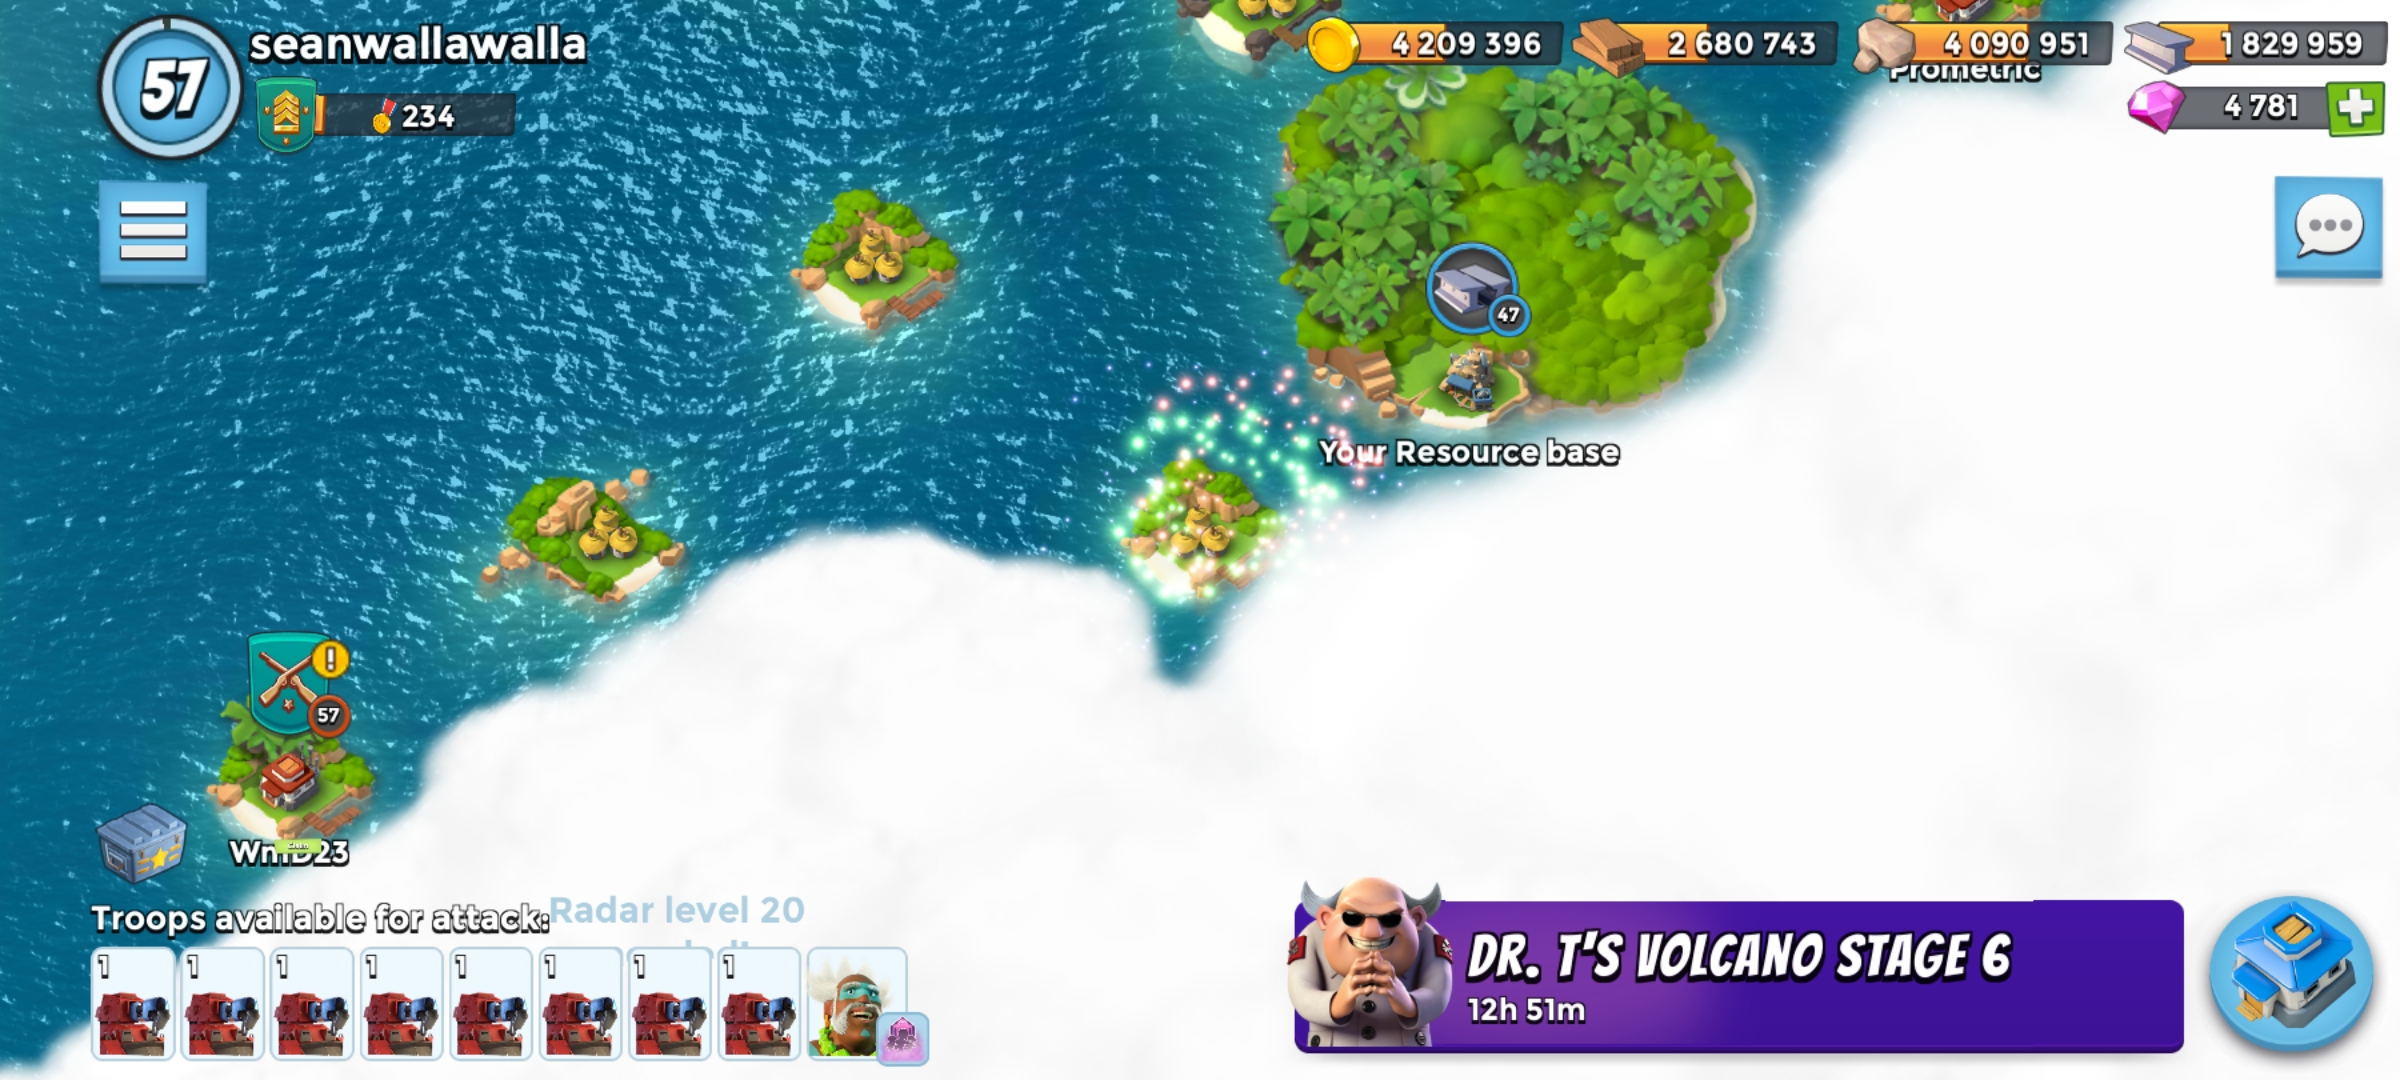 57
seanwallawalla
234
4 209 396
2 680 743
4 090 951
1 829 959
Prometric
4 781
47
Your Resource base
!
57
Troops available for attack:
Radar level 20
1
1
1
1
1
1
1
1
DR. T'S VOLCANO STAGE 6
12h 51m